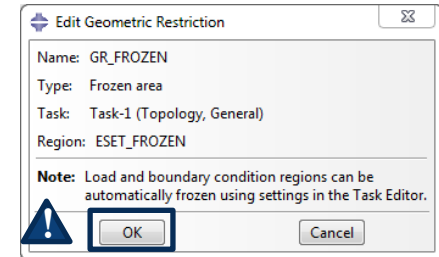 Edit Geometric Restriction
Name: GR_FROZEN
Type: Frozen area
Task: Task-1 (Topology, General)
Region: ESET_FROZEN
Note: Load and boundary condition regions can be
automatically frozen using settings in the Task Editor.
OK Cancel